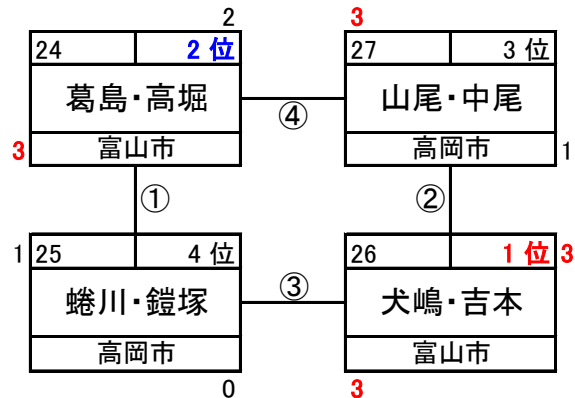 2 3
24 2 位 27 3 位
葛島・高堀 山尾・中尾
④
3 富山市 高岡市 1
① ②
1 25 4 位 26 1 位 3
蜷川・鎧塚 犬嶋・吉本
③
高岡市 富山市
0 3